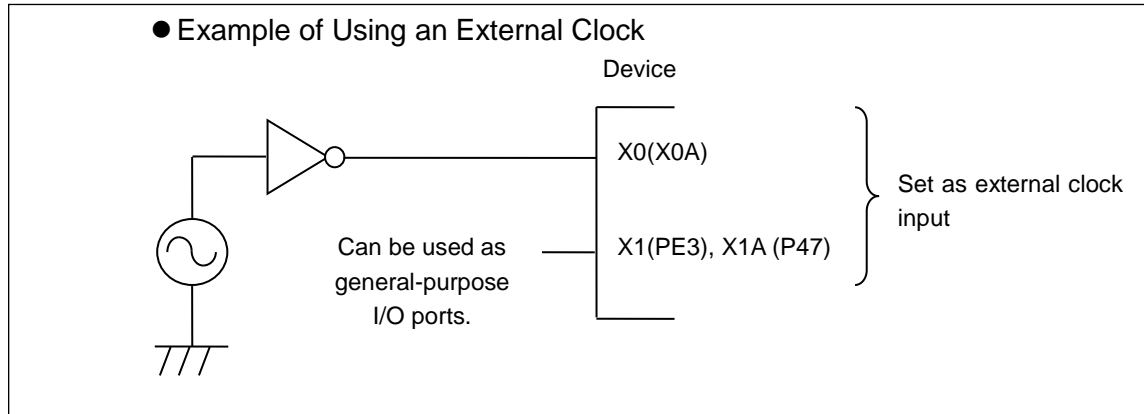 ● Example of Using an External Clock
Device
X0(X0A)
Set as external clock
input
Can be used as
general-purpose
I/O ports.
X1(PE3), X1A (P47)